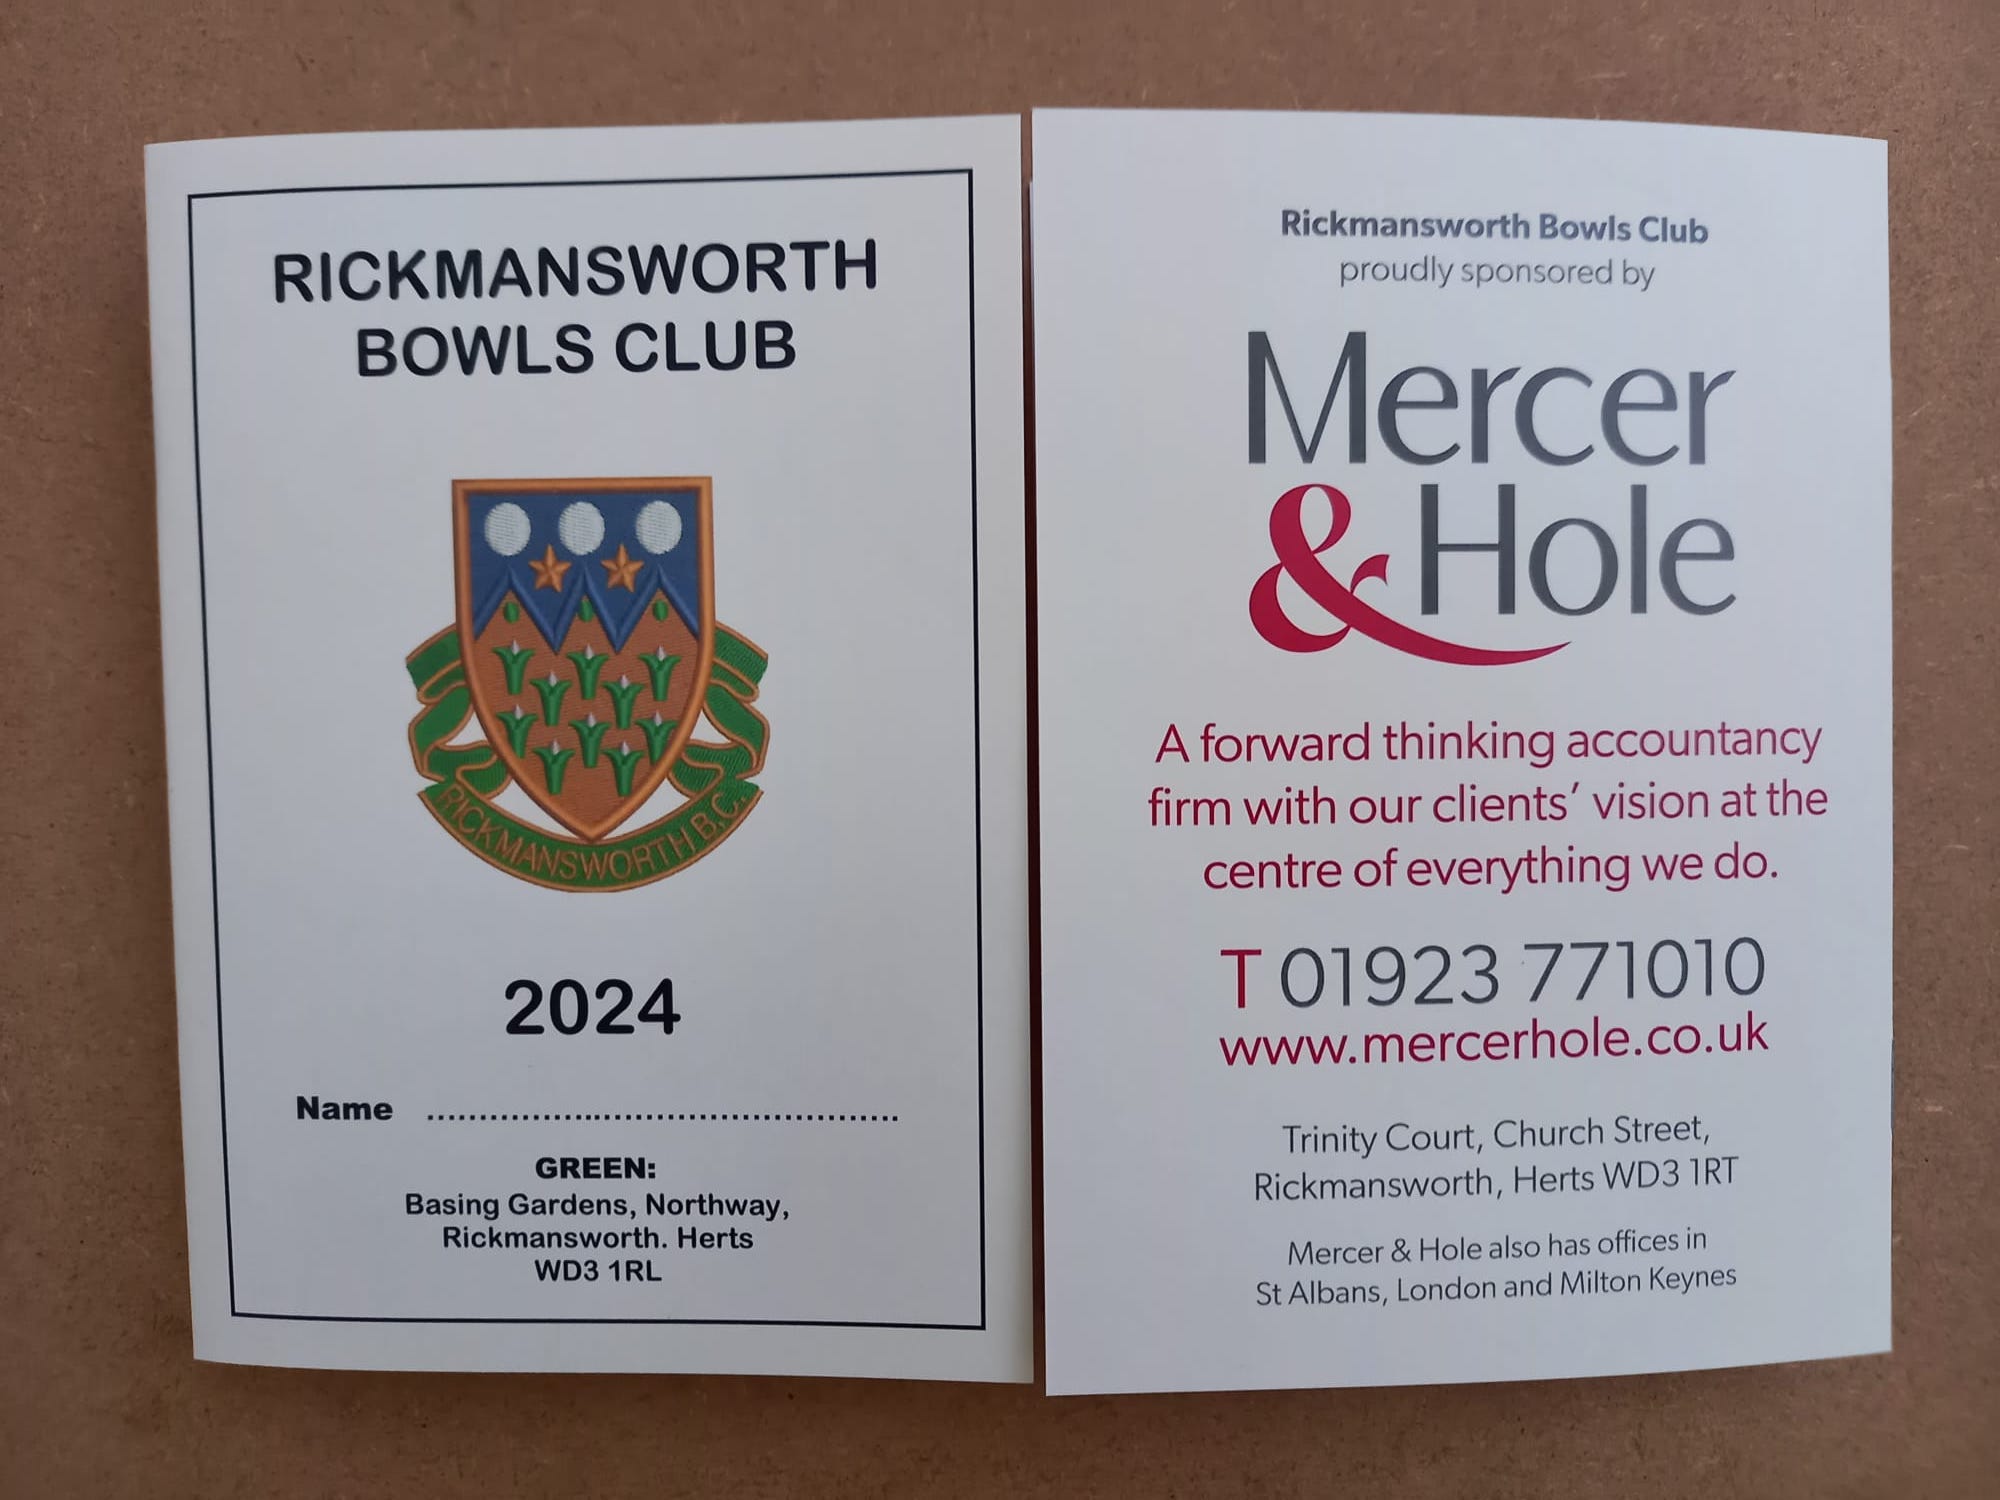 RICKMANSWORTH
BOWLS CLUB
RICKMANSWORTH B.C.
2024
Name ................................................
GREEN:
Basing Gardens, Northway,
Rickmansworth. Herts
WD3 1RL
Rickmansworth Bowls Club
proudly sponsored by
Mercer
& Hole
A forward thinking accountancy
firm with our clients’ vision at the
centre of everything we do.
T 01923 771010
www.mercerhole.co.uk
Trinity Court, Church Street,
Rickmansworth, Herts WD3 1RT
Mercer & Hole also has offices in
St Albans, London and Milton Keynes